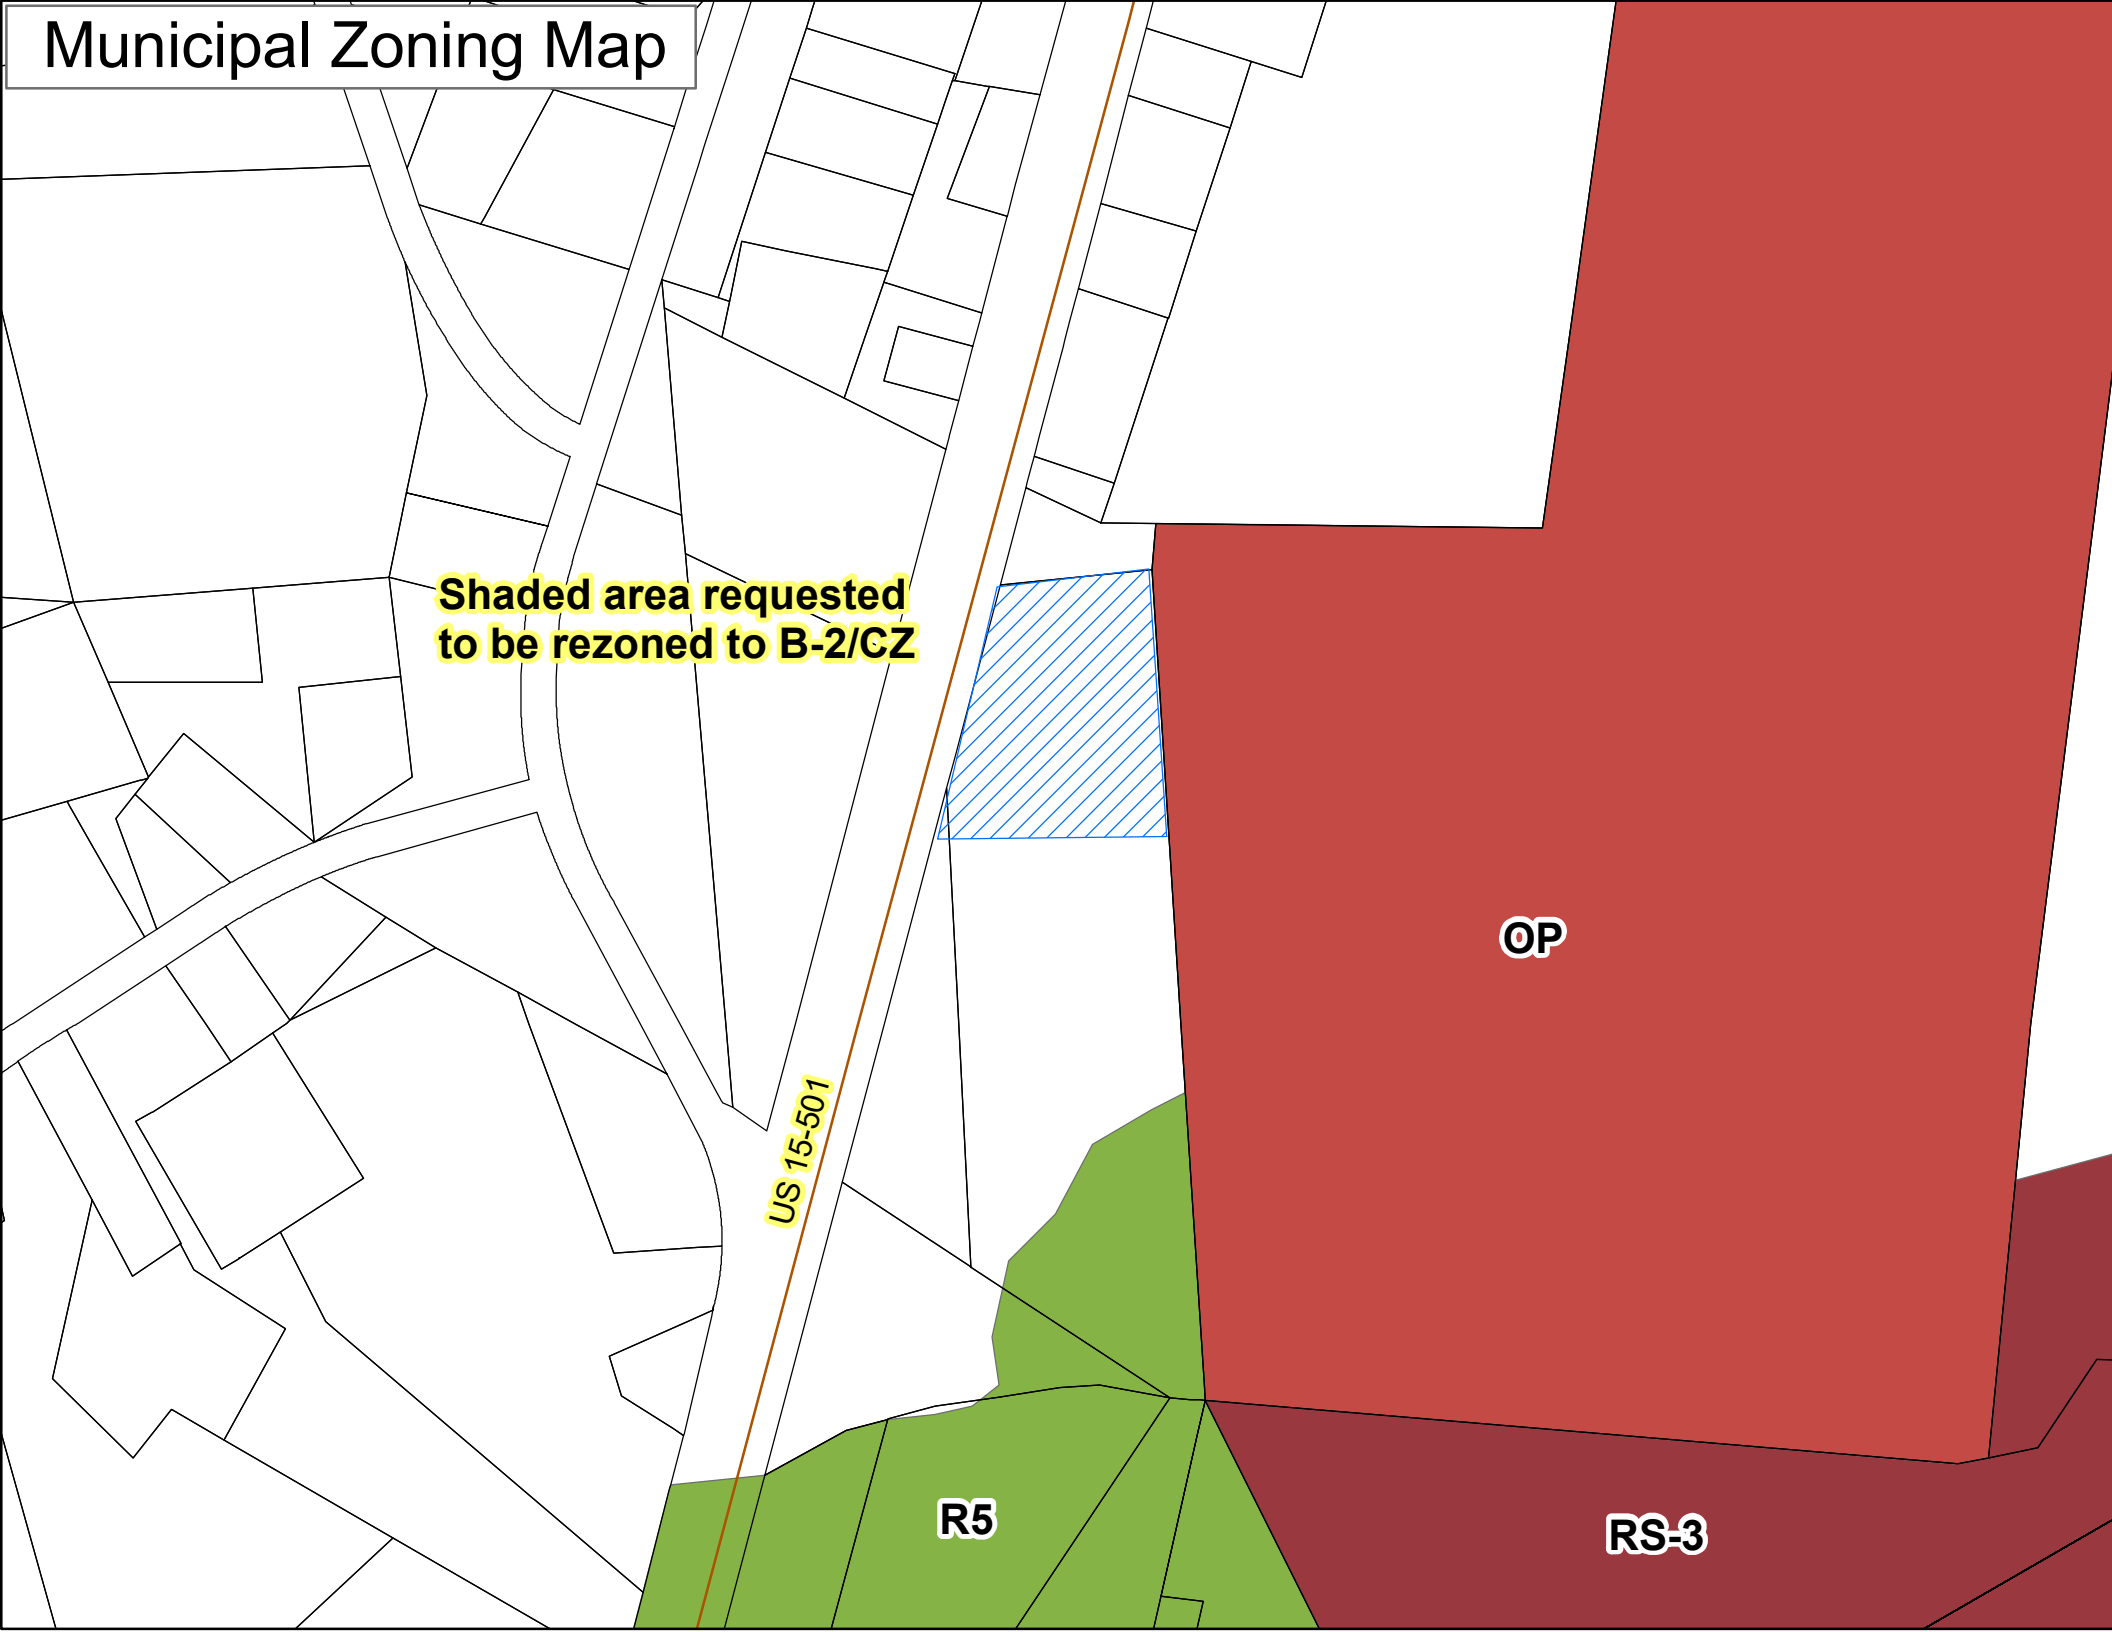 Municipal Zoning Map
Shaded area requested
to be rezoned to B-2/CZ
OP
US 15-501
R5
RS-3